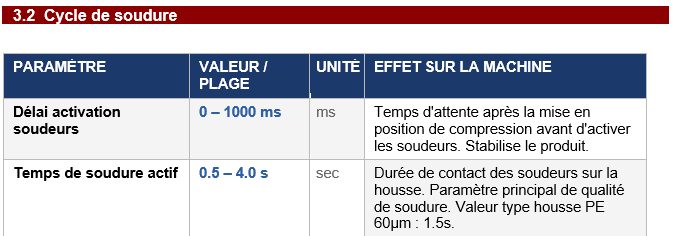 3.2 Cycle de soudure
PARAMÈTRE
VALEUR /
PLAGE
UNITÉ
EFFET SUR LA MACHINE
Délai activation
soudeurs
0 – 1000 ms
ms
Temps d'attente après la mise en
position de compression avant d'activer
les soudeurs. Stabilise le produit.
Temps de soudure actif
0.5 – 4.0 s
sec
Durée de contact des soudeurs sur la
housse. Paramètre principal de qualité
de soudure. Valeur type housse PE
60µm : 1.5s.